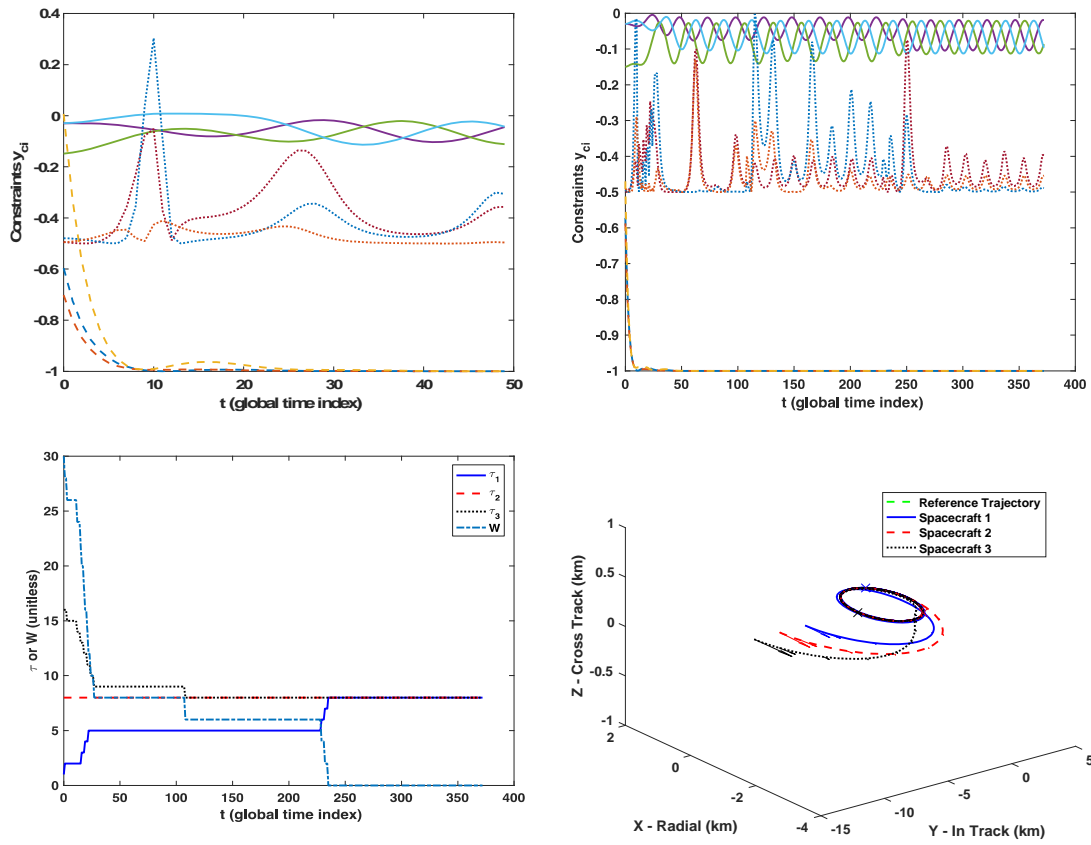 0.4
0.2
0
-0.2
-0.4
-0.6
-0.8
-1
0 10 20 30 40 50
Constraints y_ci
t (global time index)
0
-0.1
-0.2
-0.3
-0.4
-0.5
-0.6
-0.7
-0.8
-0.9
-1
0 50 100 150 200 250 300 350 400
Constraints y_ci
t (global time index)
30
25
20
15
10
5
0
0 50 100 150 200 250 300 350 400
τ or W (unitless)
t (global time index)
τ_1
τ_2
τ_3
W
Reference Trajectory
Spacecraft 1
Spacecraft 2
Spacecraft 3
1
0.5
0
-0.5
-1
Z - Cross Track (km)
2
0
-2
-4
X - Radial (km)
-15
-10
-5
0
5
Y - In Track (km)